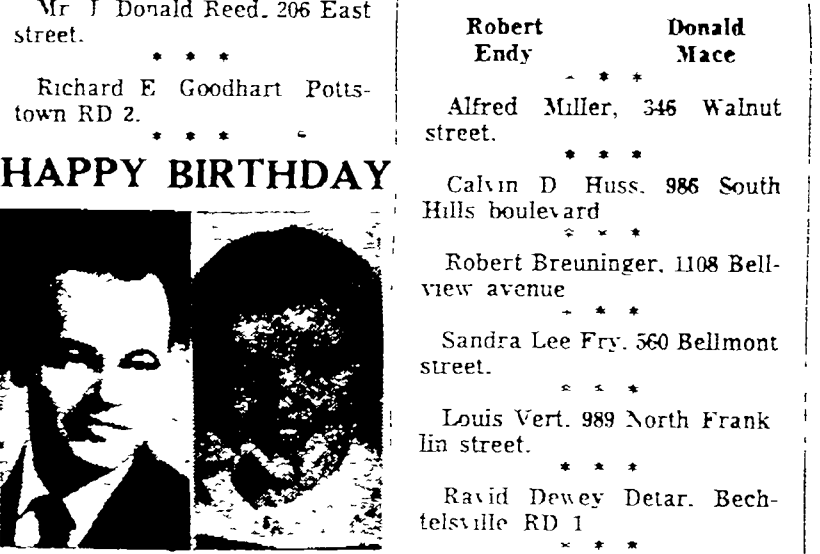 Mr. J Donald Reed. 206 East
street.
* * *
Richard E Goodhart Potts-
town RD 2.
* * *
HAPPY BIRTHDAY
Robert Donald
Endy Mace
* * *
Alfred Miller, 346 Walnut
street.
* * *
Calvin D Huss. 986 South
Hills boulevard
* * *
Robert Breuninger, 1108 Bell-
view avenue
* * *
Sandra Lee Fry. 560 Bellmont
street.
* * *
Louis Vert. 989 North Frank
lin street.
* * *
Ravid Dewey Detar. Bech-
telsville RD 1
* * *